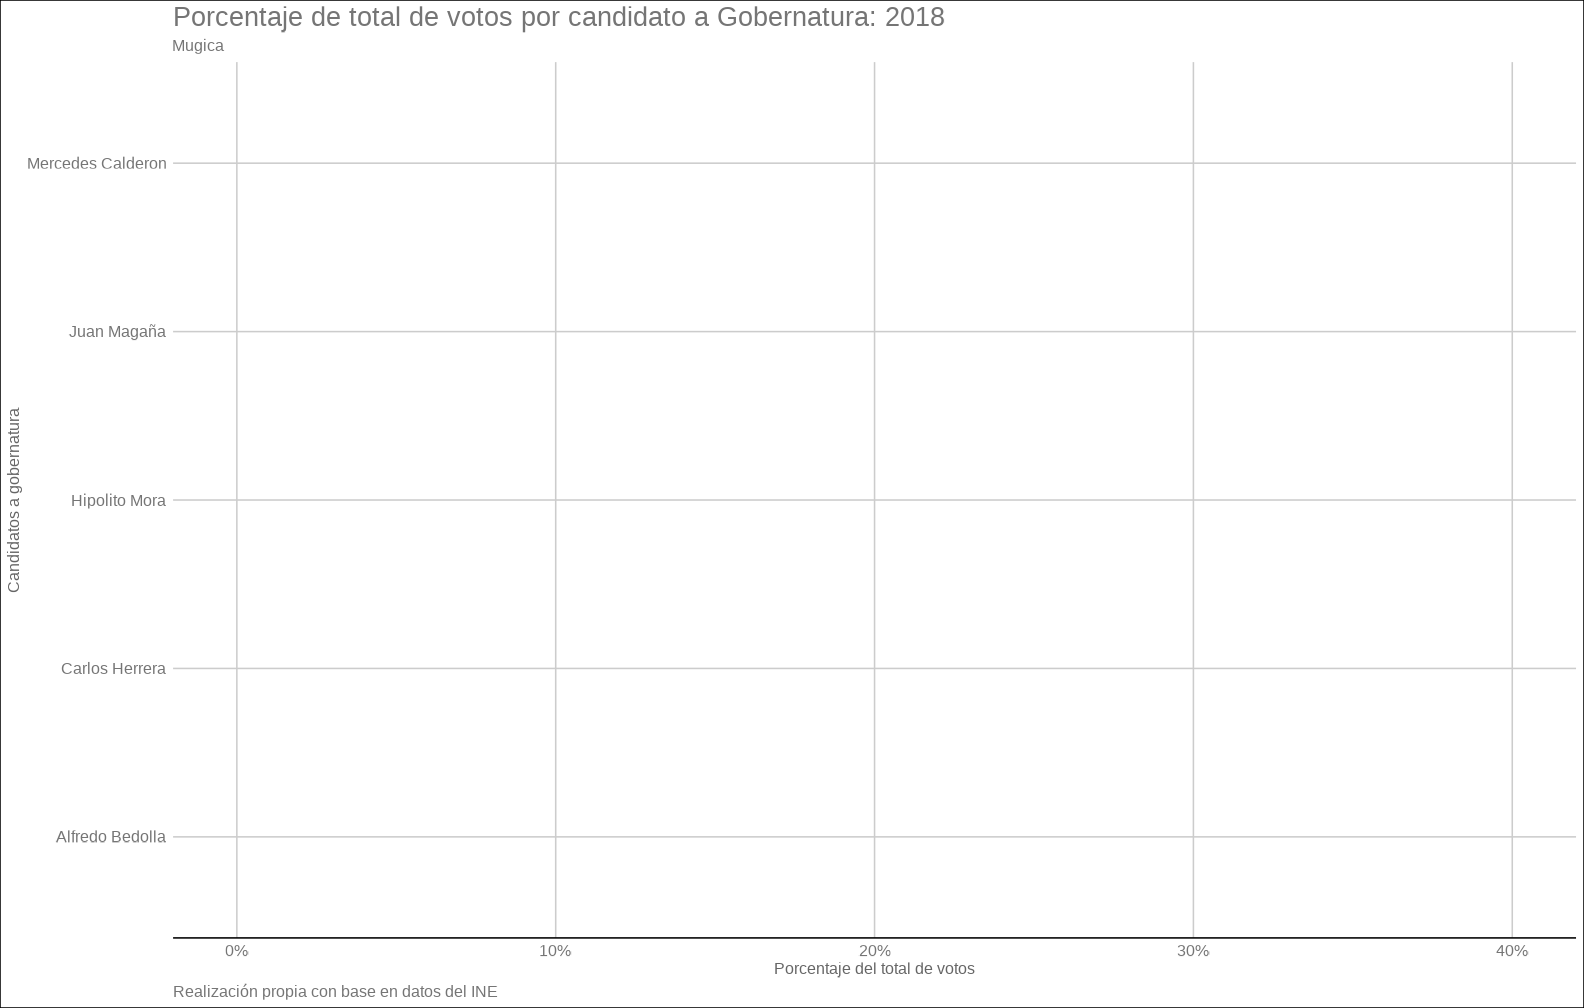 Porcentaje de total de votos por candidato a Gobernatura: 2018
Mugica
Candidatos a gobernatura
Mercedes Calderon
Juan Magaña
Hipolito Mora
Carlos Herrera
Alfredo Bedolla
0% 10% 20% 30% 40%
Porcentaje del total de votos
Realización propia con base en datos del INE